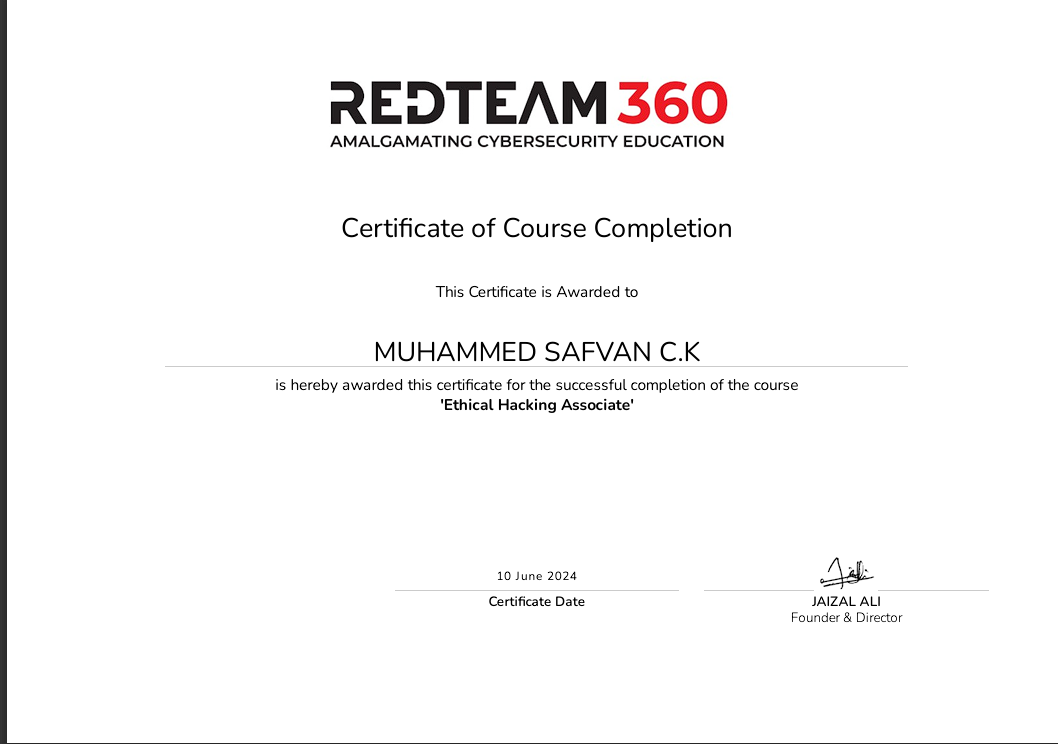 REDTEAM 360
AMALGAMATING CYBERSECURITY EDUCATION
Certificate of Course Completion
This Certificate is Awarded to
MUHAMMED SAFVAN C.K
is hereby awarded this certificate for the successful completion of the course
'Ethical Hacking Associate'
10 June 2024
Certificate Date
JAIZAL ALI
Founder & Director